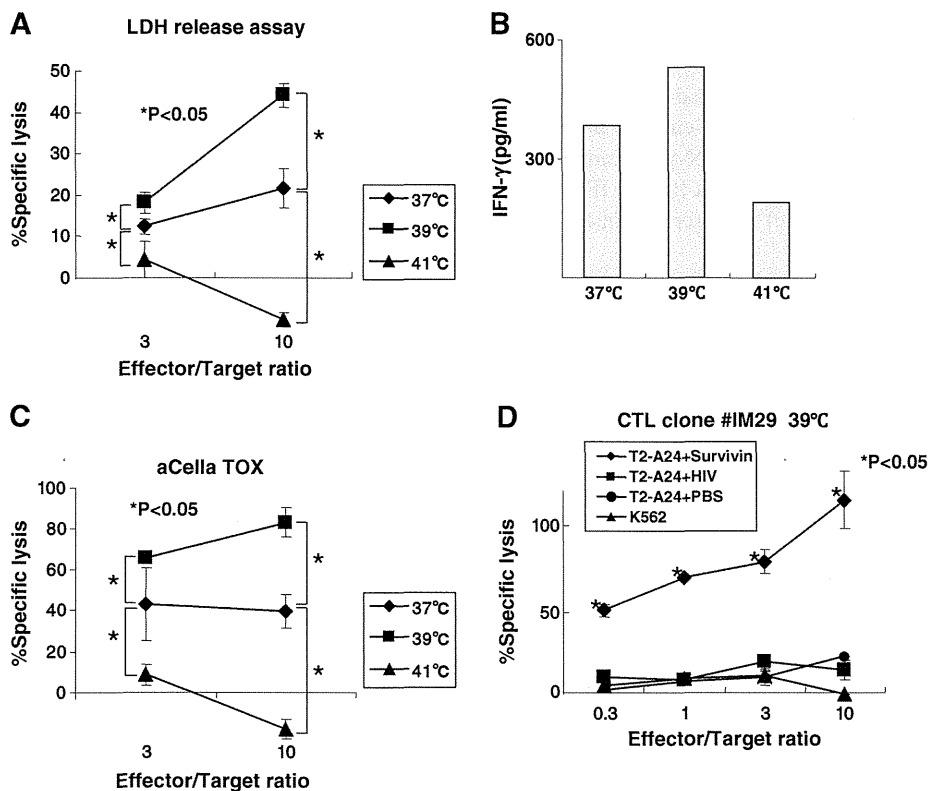 A
LDH release assay
%Specific lysis
50
40
30
20
10
0
*P<0.05
*
*
*
*
3
10
Effector/Target ratio
37℃
39℃
41℃
B
IFN-γ(pg/ml)
600
300
37℃
39℃
41℃
C
aCella TOX
%Specific lysis
100
80
60
40
20
0
*P<0.05
*
*
*
*
3
10
Effector/Target ratio
37℃
39℃
41℃
D
CTL clone #IM29 39℃
T2-A24+Survivin
T2-A24+HIV
T2-A24+PBS
K562
*P<0.05
%Specific lysis
100
50
0
*
*
*
*
0.3
1
3
10
Effector/Target ratio